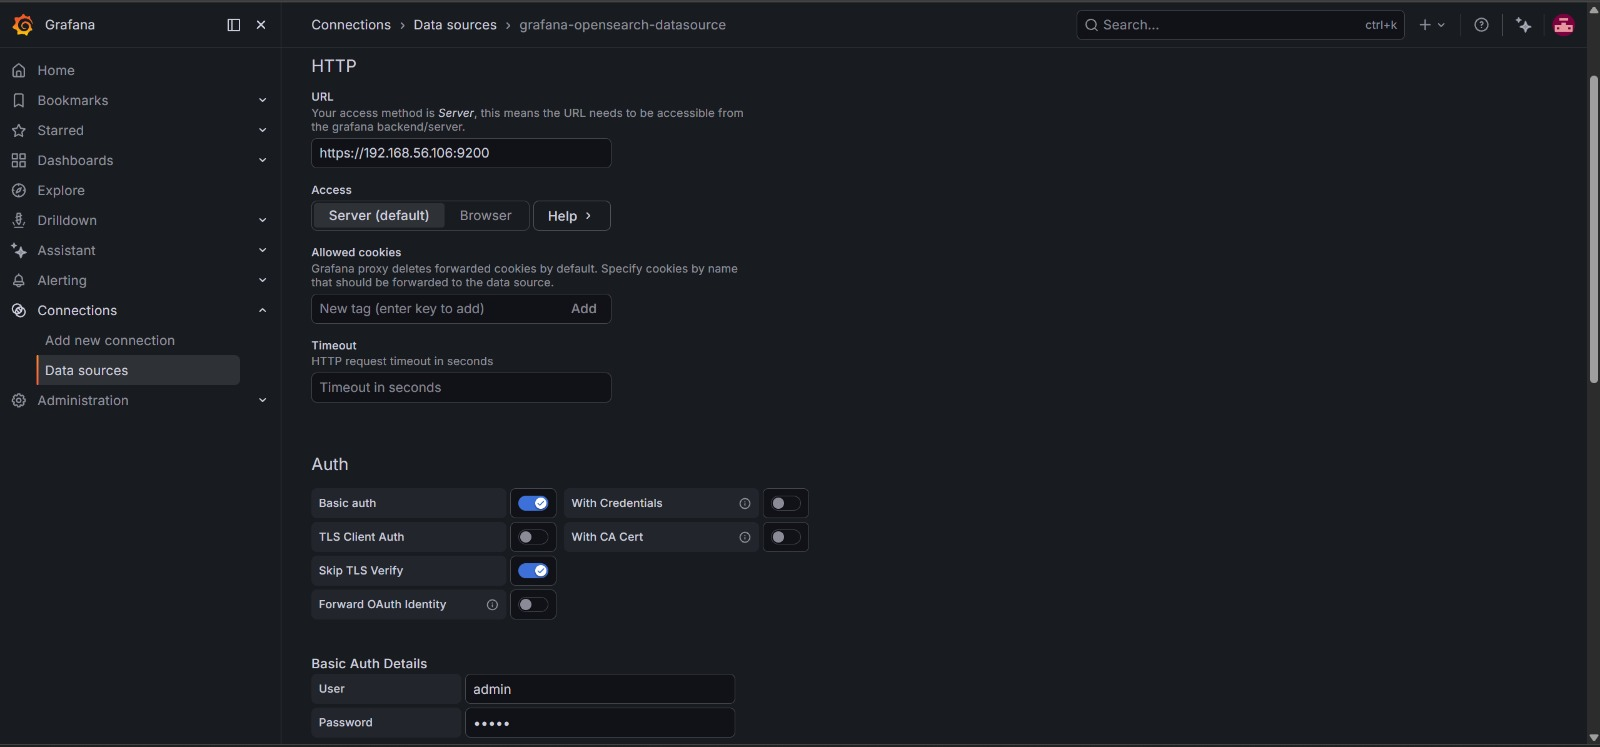 Grafana
Connections › Data sources › grafana-opensearch-datasource
Search...
ctrl+k
Home
Bookmarks
Starred
Dashboards
Explore
Drilldown
Assistant
Alerting
Connections
Add new connection
Data sources
Administration
HTTP
URL
Your access method is Server, this means the URL needs to be accessible from
the grafana backend/server.
https://192.168.56.106:9200
Access
Server (default)
Browser
Help ›
Allowed cookies
Grafana proxy deletes forwarded cookies by default. Specify cookies by name
that should be forwarded to the data source.
New tag (enter key to add)
Add
Timeout
HTTP request timeout in seconds
Timeout in seconds
Auth
Basic auth
With Credentials
TLS Client Auth
With CA Cert
Skip TLS Verify
Forward OAuth Identity
Basic Auth Details
User
admin
Password
•••••